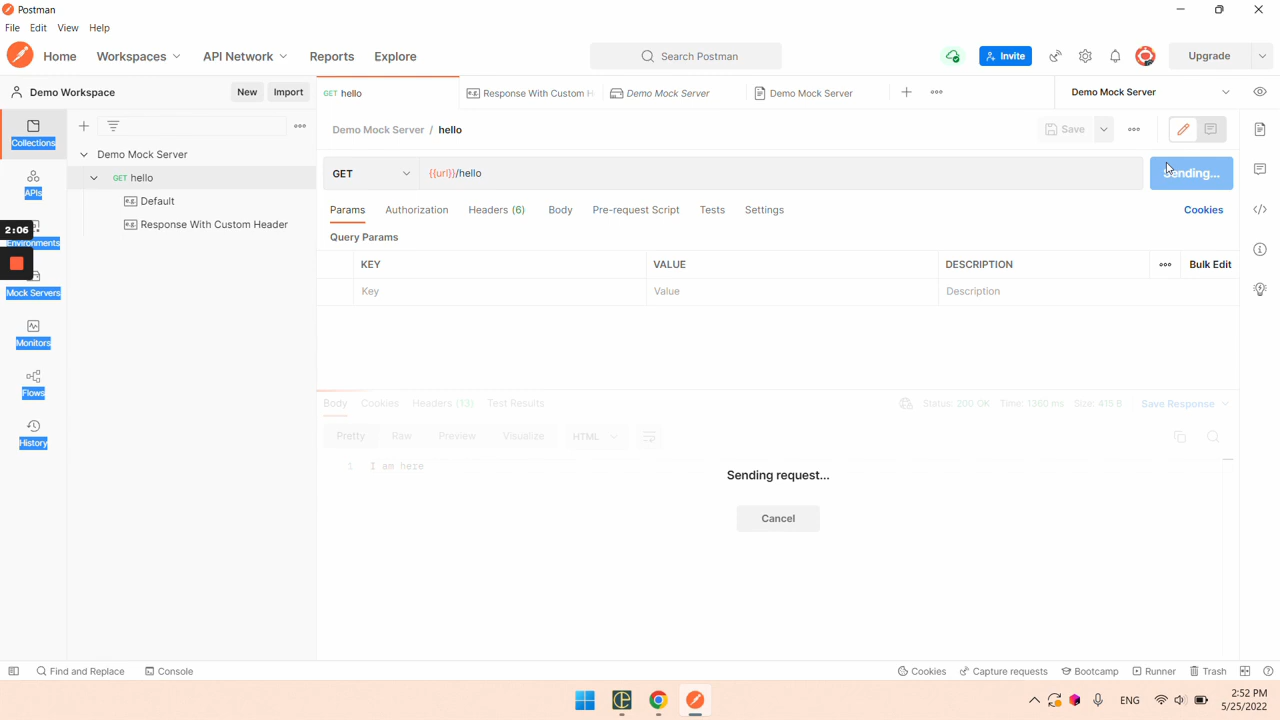 Postman
File Edit View Help
Home Workspaces API Network Reports Explore Search Postman Invite Upgrade
Demo Workspace New Import GET hello Response With Custom H Demo Mock Server Demo Mock Server Demo Mock Server
Collections
APIs
Environments
Mock Servers
Monitors
Flows
History
2:06
Demo Mock Server
GET hello
Default
Response With Custom Header
Demo Mock Server / hello Save
GET {{url}}/hello Sending...
Params Authorization Headers (6) Body Pre-request Script Tests Settings Cookies
Query Params
KEY VALUE DESCRIPTION Bulk Edit
Key Value Description
Body Cookies Headers (13) Test Results Status: 200 OK Time: 1360 ms Size: 415 B Save Response
Pretty Raw Preview Visualize HTML
1 I am here
Sending request...
Cancel
Find and Replace Console Cookies Capture requests Bootcamp Runner Trash
ENG 2:52 PM
5/25/2022